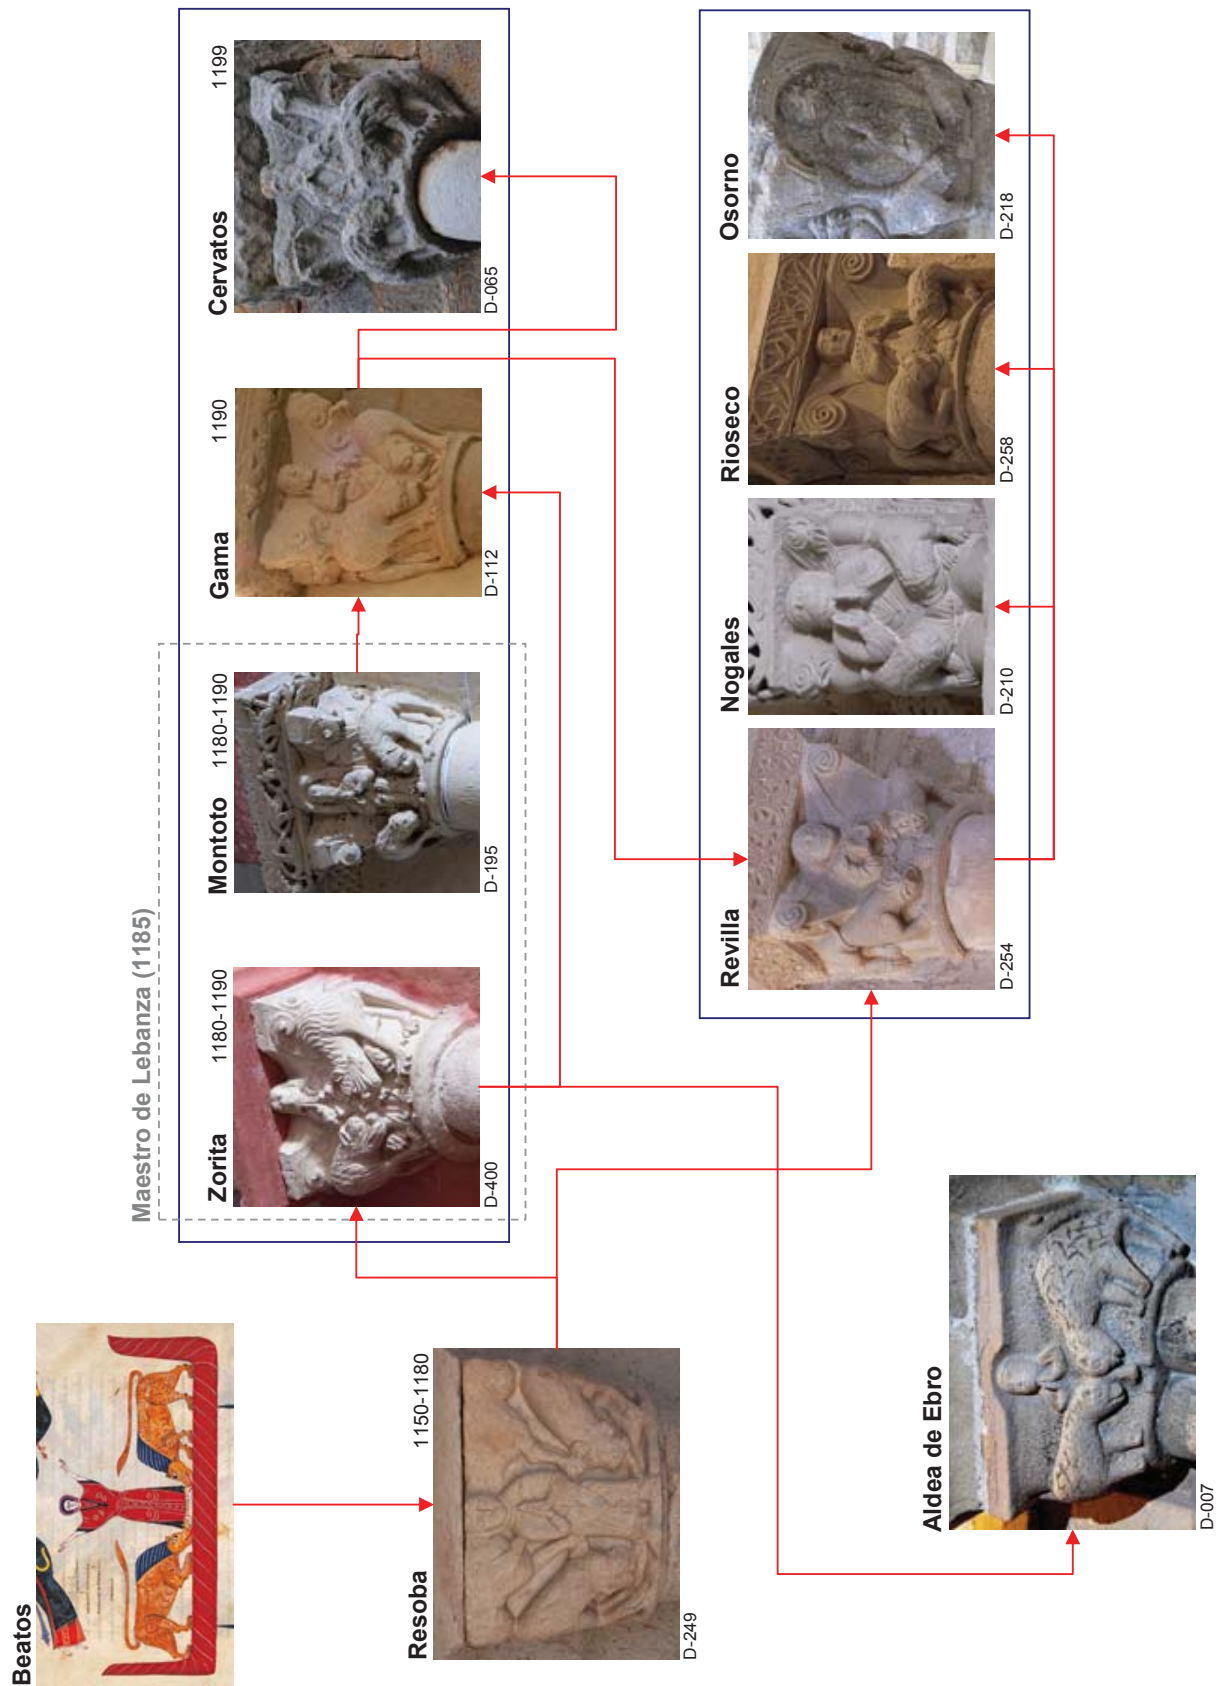 Beatos
Resoba
1150-1180
D-249
Aldea de Ebro
D-007
Maestro de Lebanza (1185)
Zorita
1180-1190
D-400
Montoto
1180-1190
D-195
Gama
1190
D-112
Cervatos
1199
D-065
Revilla
D-254
Nogales
D-210
Rioseco
D-258
Osorno
D-218